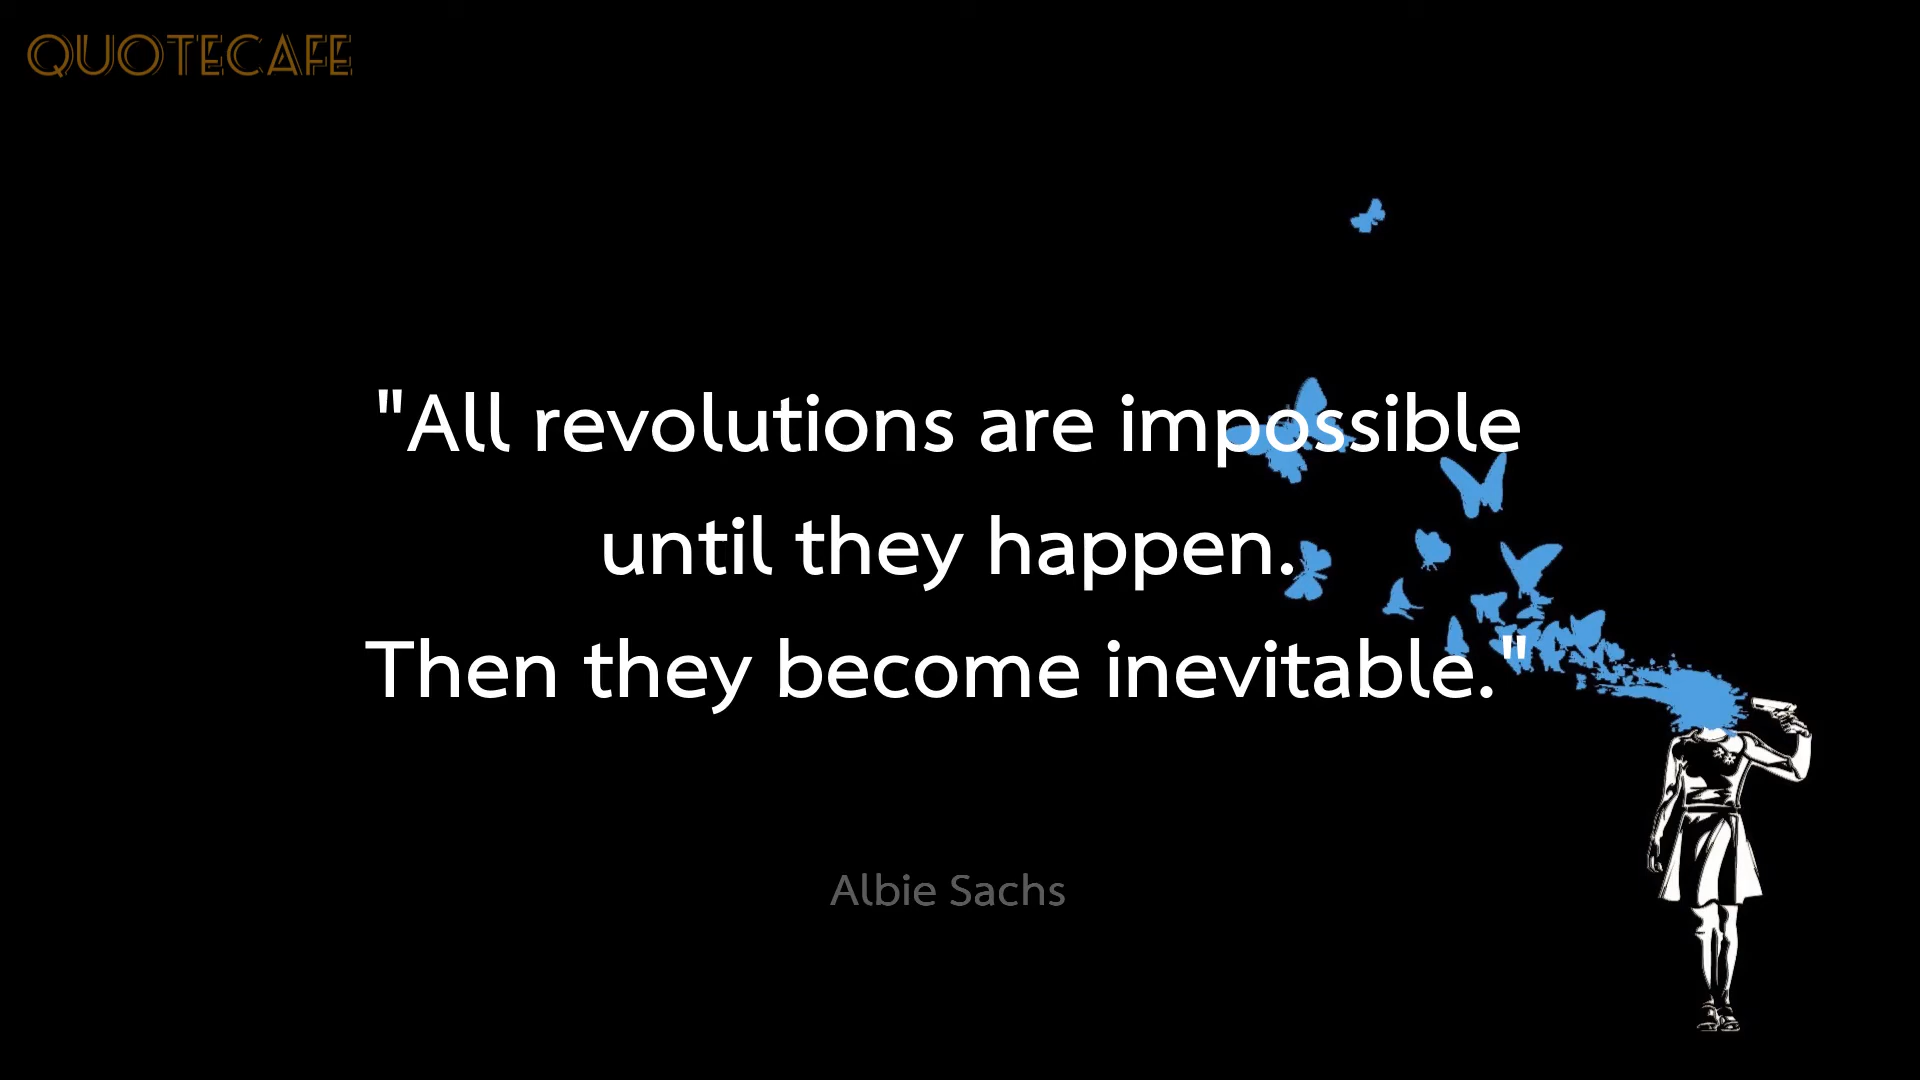 QUOTECAFE
"All revolutions are impossible
until they happen.
Then they become inevitable."
Albie Sachs